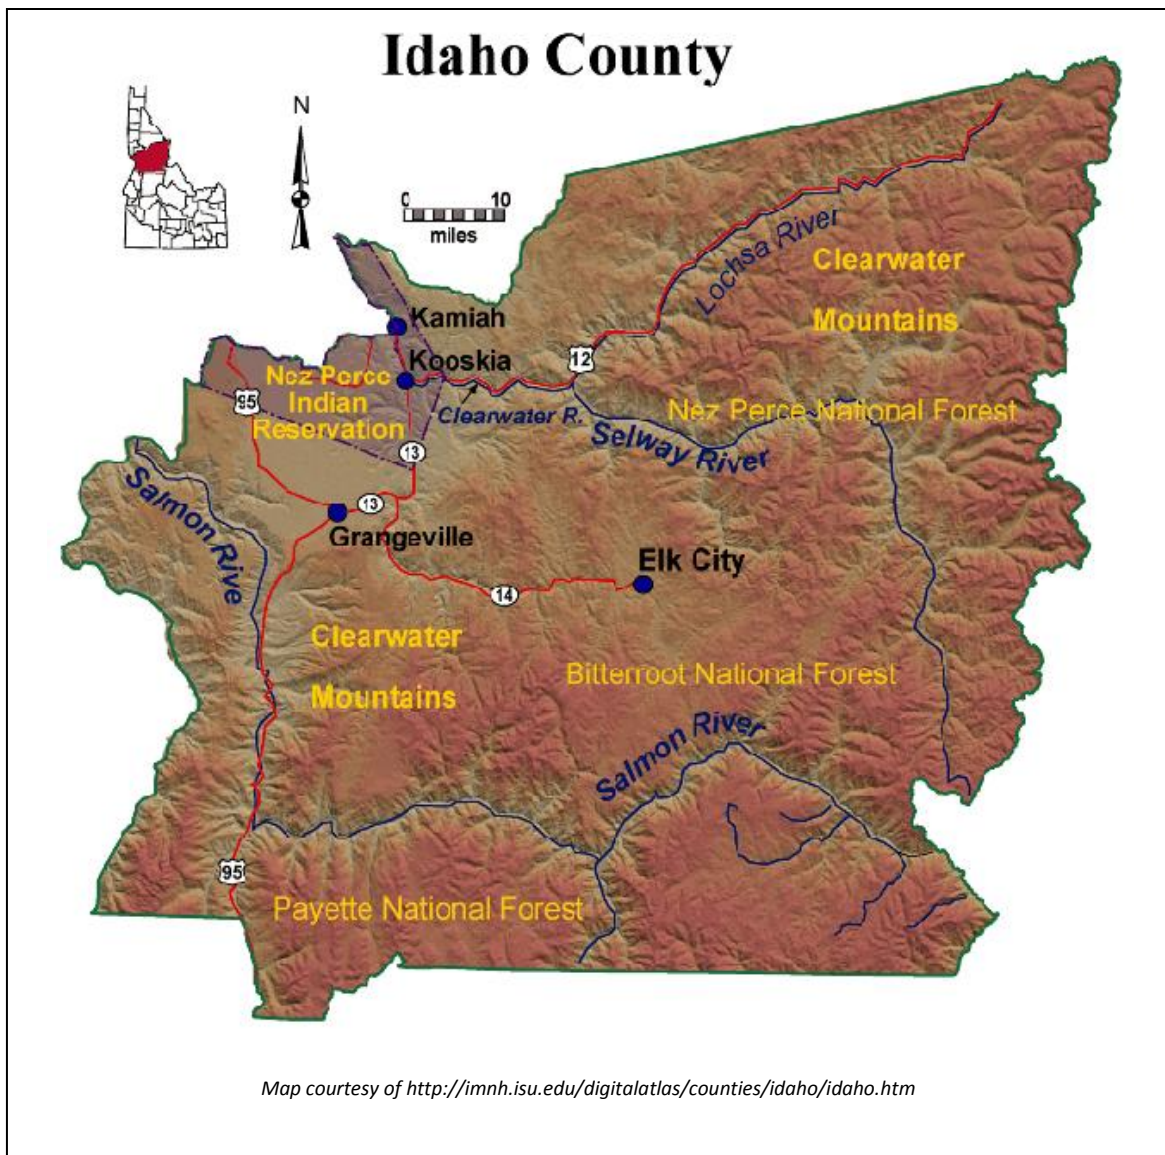 Idaho County
N
0 10
miles
Lochsa River
Clearwater
Mountains
Kamiah
Kooskia
12
Nez Perce
Indian
Reservation
95
Clearwater R.
Nez Perce National Forest
Selway River
13
Salmon Rive
13
Grangeville
Elk City
14
Clearwater
Mountains
Bitterroot National Forest
Salmon River
95
Payette National Forest
Map courtesy of http://imnh.isu.edu/digitalatlas/counties/idaho/idaho.htm